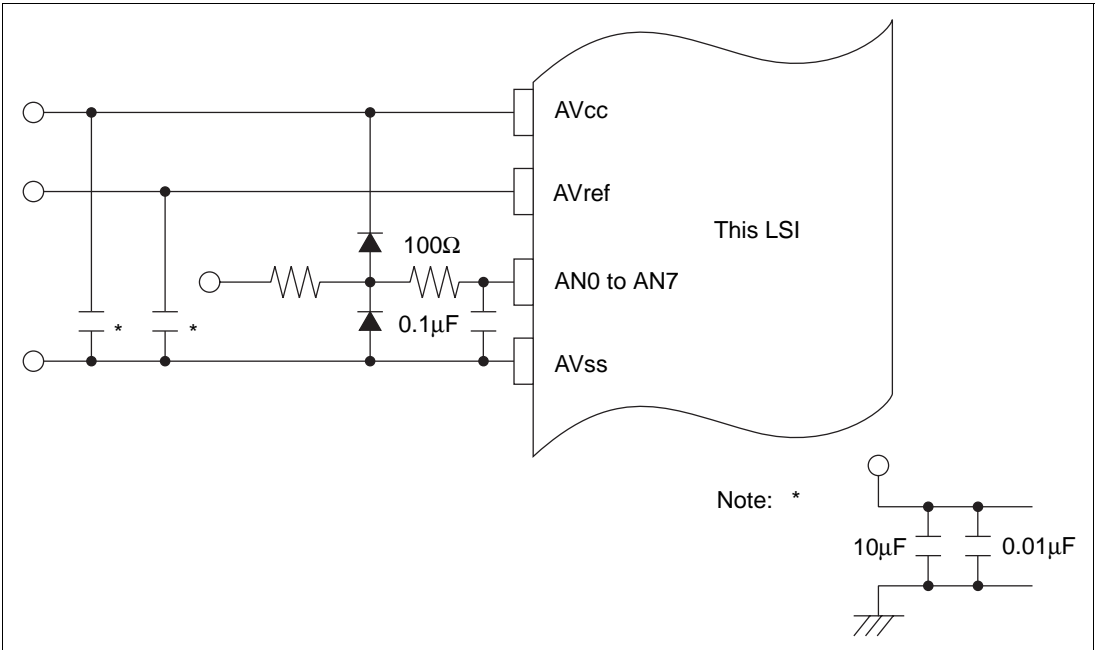 AVcc
AVref
This LSI
100Ω
AN0 to AN7
* *
0.1μF
AVss
Note: *
10μF 0.01μF